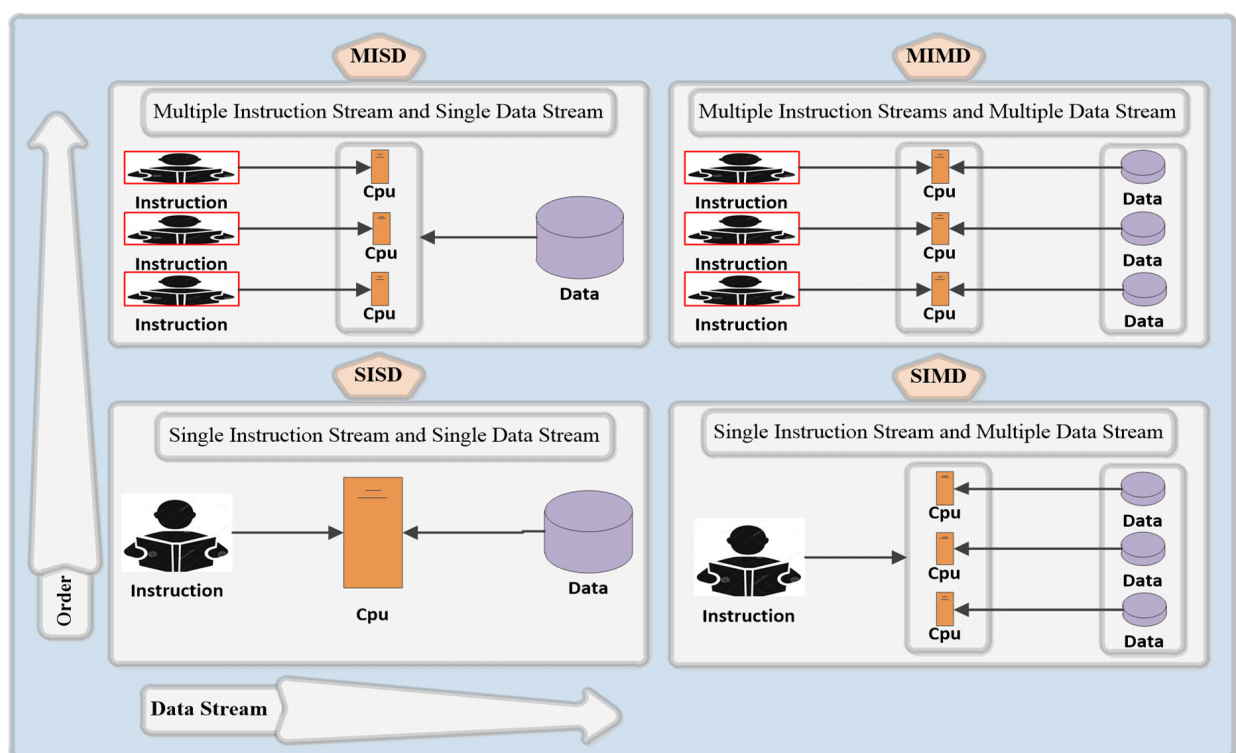 MISD
Multiple Instruction Stream and Single Data Stream
Instruction
Cpu
Instruction
Cpu
Instruction
Cpu
Data
MIMD
Multiple Instruction Streams and Multiple Data Stream
Instruction
Cpu
Data
Instruction
Cpu
Data
Instruction
Cpu
Data
SISD
Single Instruction Stream and Single Data Stream
Instruction
Cpu
Data
SIMD
Single Instruction Stream and Multiple Data Stream
Instruction
Cpu
Data
Cpu
Data
Cpu
Data
Order
Data Stream